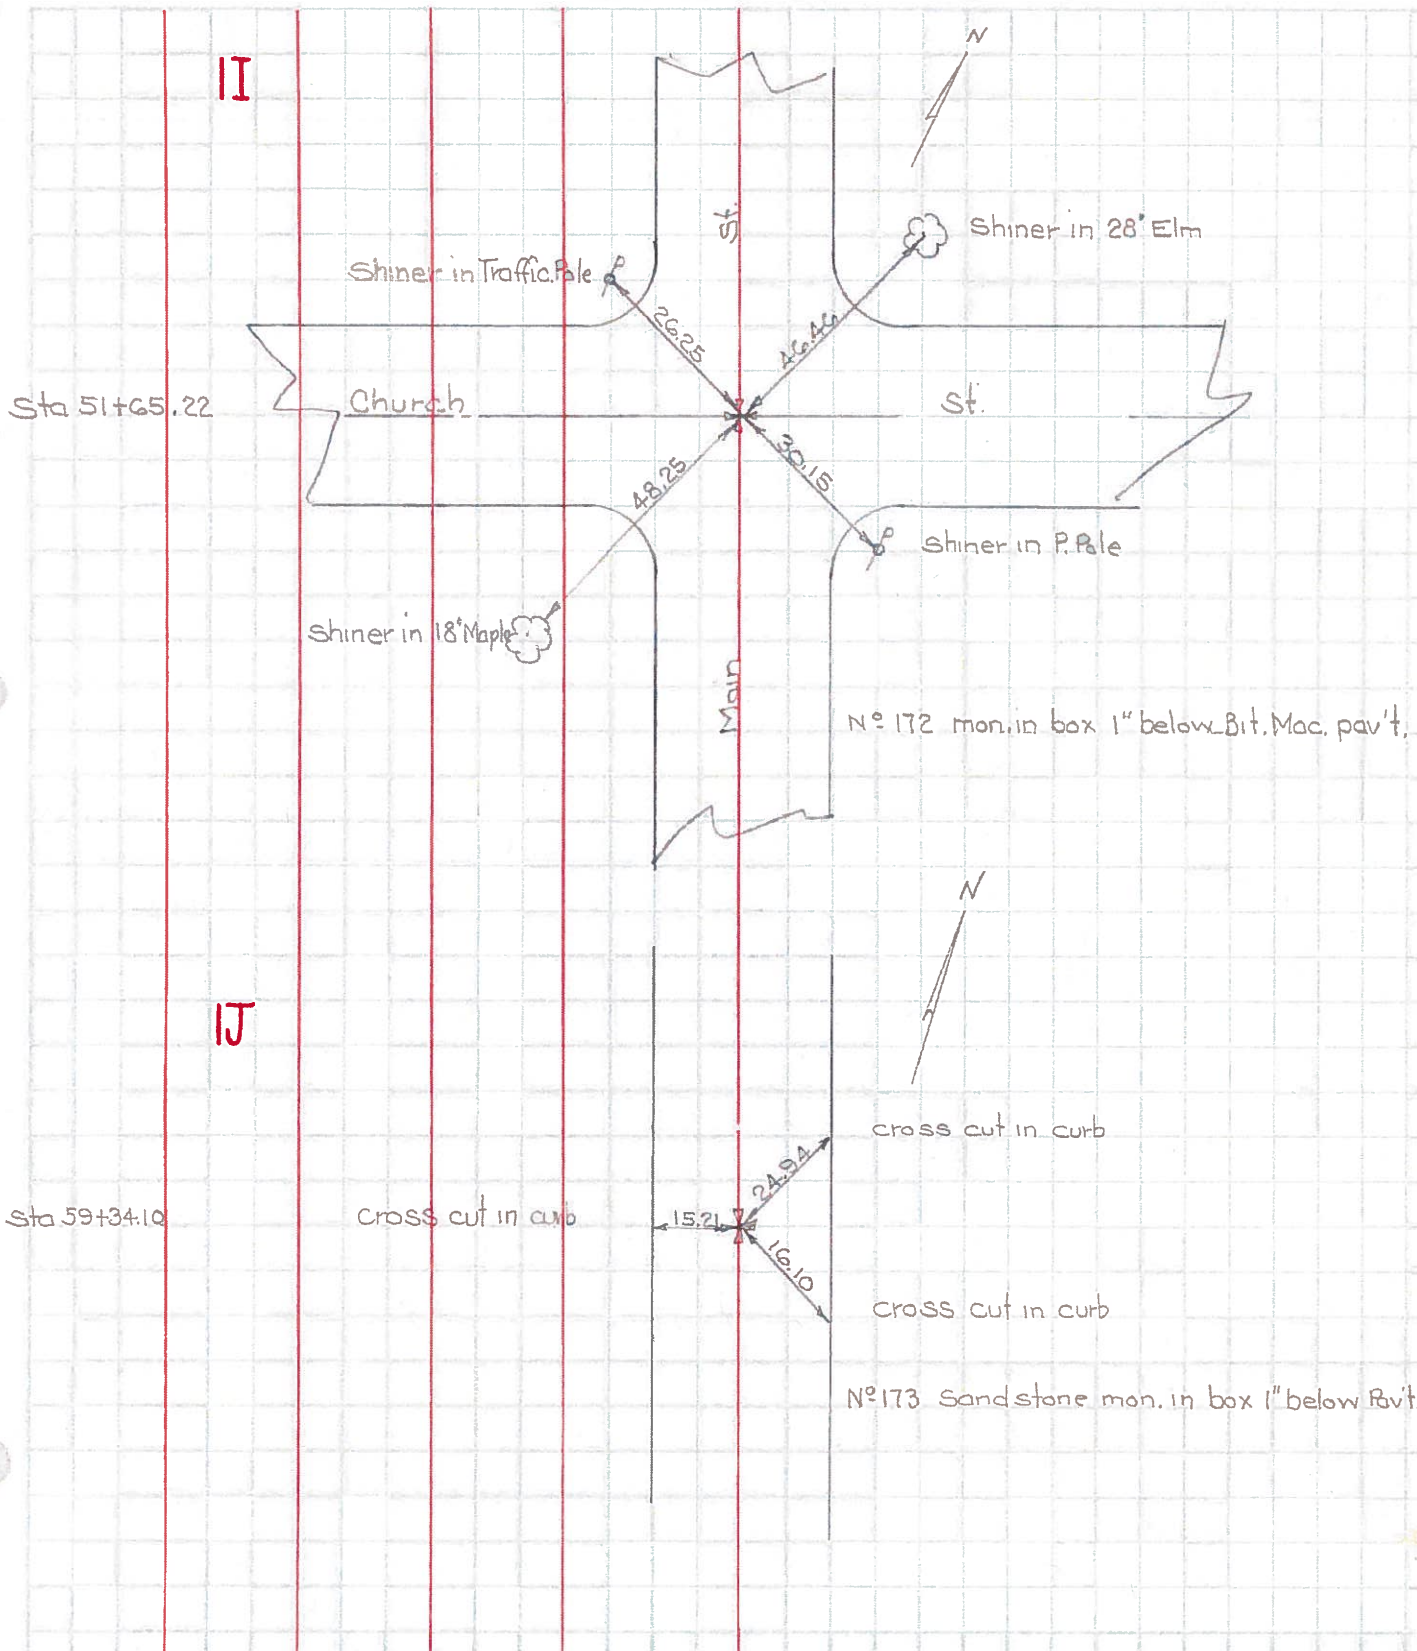 II
N
St.
Shiner in 28" Elm
Shiner in Traffic.Pole
26.25
46.46
Sta 51+65.22
Church
St.
48.25
30.15
Shiner in P. Pole
Shiner in 18" Maple
Main
Nº 172 mon. in box 1" below Bit. Mac. pav't.
N
IJ
cross cut in curb
24.94
Sta 59+34.10
cross cut in curb
15.21
16.10
cross cut in curb
Nº 173 Sandstone mon. in box 1" below Pav't